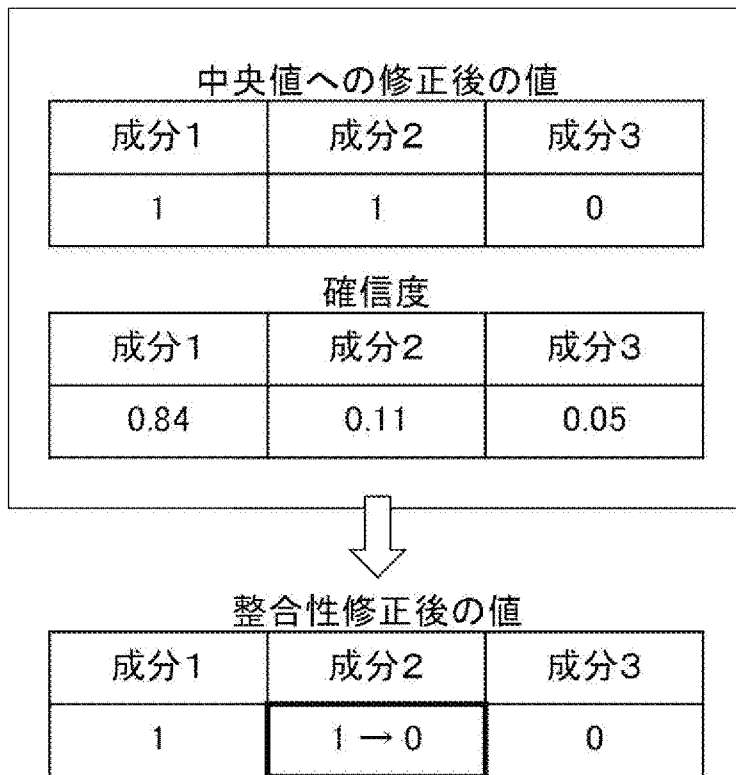 中央値への修正後の値
成分1 成分2 成分3
1 1 0
確信度
成分1 成分2 成分3
0.84 0.11 0.05
整合性修正後の値
成分1 成分2 成分3
1 1 → 0 0